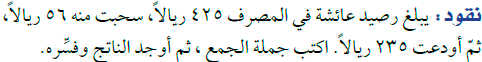 نقود: يبلغ رصيد عائشة في المصرف ٤٢٥ ريالاً، سحبت منه ٥٦ ريالاً،
ثمّ أودعت ٢٣٥ ريالاً. اكتب جملة الجمع ، ثم أوجد الناتج وفسِّره.